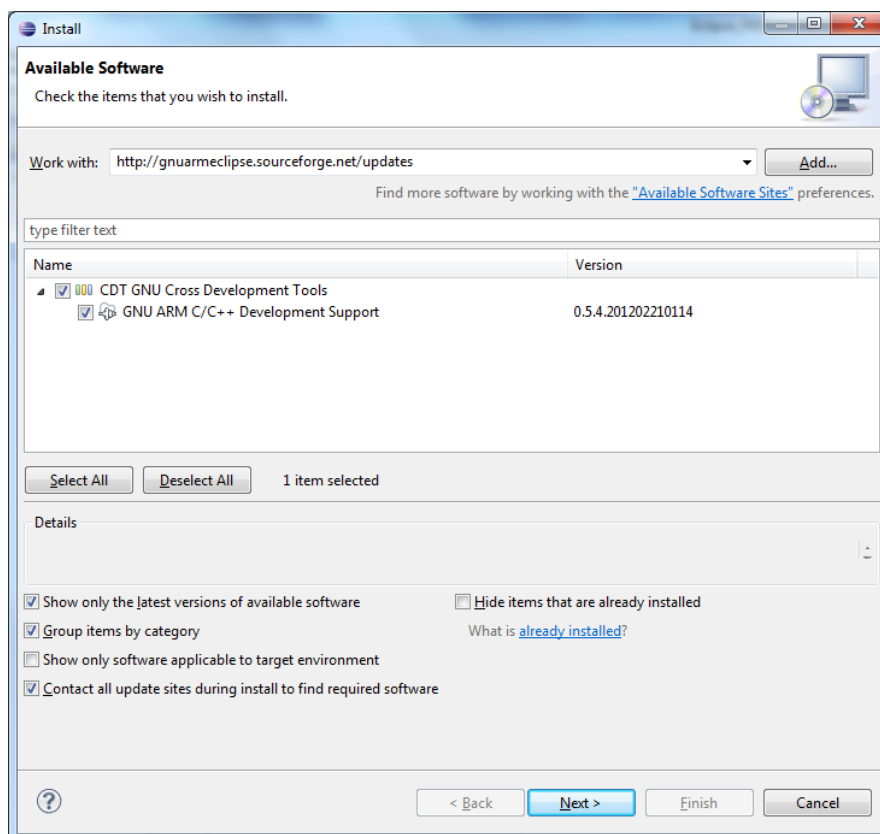 Install
Available Software
Check the items that you wish to install.
Work with: http://gnuarmeclipse.sourceforge.net/updates Add...
Find more software by working with the "Available Software Sites" preferences.
type filter text
Name Version
CDT GNU Cross Development Tools
GNU ARM C/C++ Development Support 0.5.4.201202210114
Select All Deselect All 1 item selected
Details
Show only the latest versions of available software Hide items that are already installed
Group items by category What is already installed?
Show only software applicable to target environment
Contact all update sites during install to find required software
< Back Next > Finish Cancel